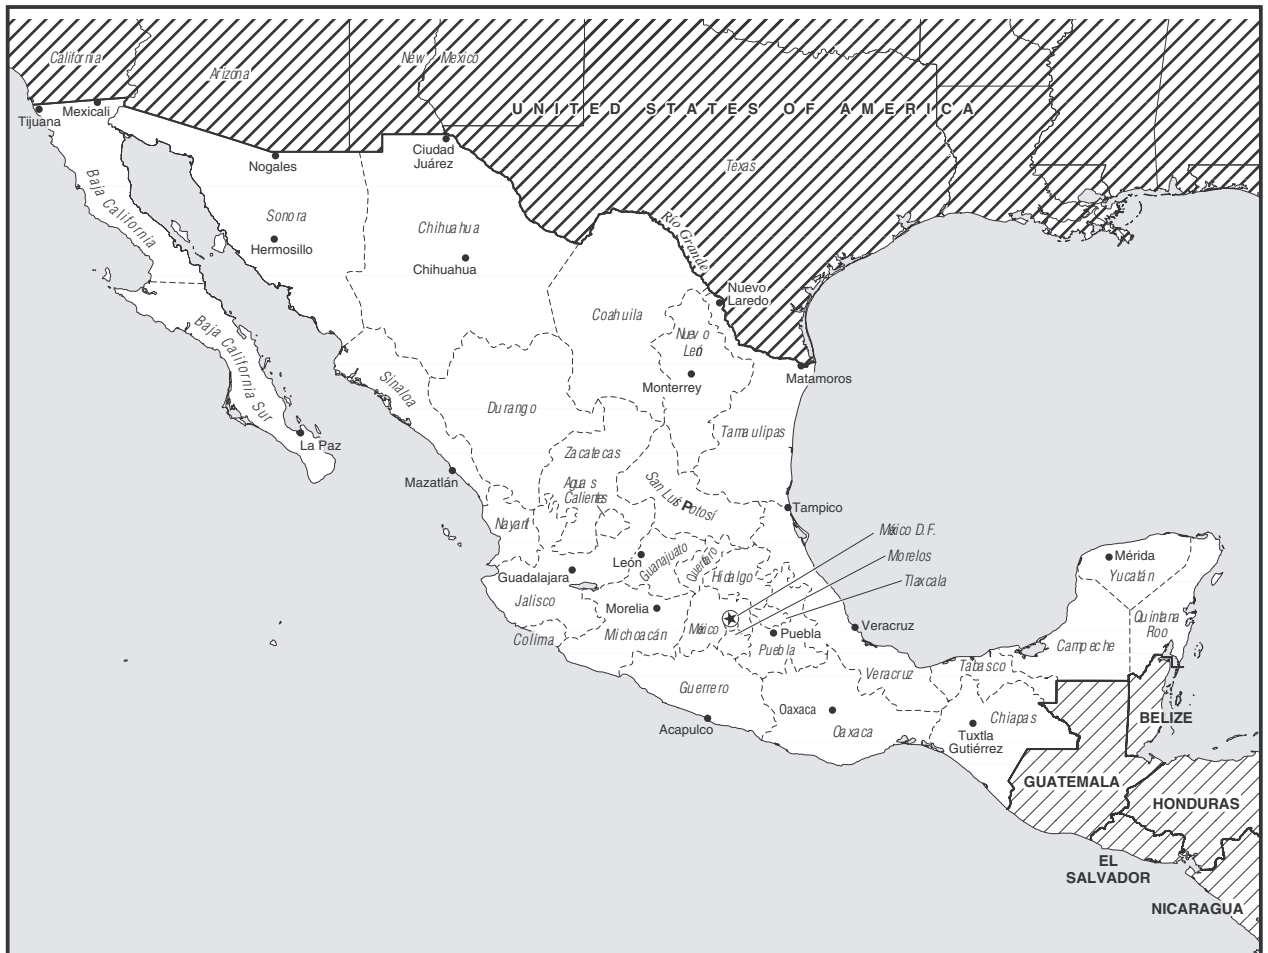 California
Arizona
New Mexico
UNITED STATES OF AMERICA
Tijuana
Mexicali
Nogales
Ciudad
Juárez
Texas
Baja California
Sonora
Hermosillo
Chihuahua
Chihuahua
Río Grande
Nuevo
Laredo
Coahuila
Nuevo
León
Baja California Sur
Sinaloa
Monterrey
Matamoros
Durango
Tamaulipas
La Paz
Zacatecas
Mazatlán
Aguas
Calientes
San Luis Potosí
Tampico
Nayarit
México D.F.
Morelos
Tlaxcala
León
Guanajuato
Querétaro
Hidalgo
Guadalajara
Jalisco
Mérida
Yucatán
Quintana
Roo
Colima
Morelia
Michoacán
México
Puebla
Puebla
Veracruz
Veracruz
Campeche
Tabasco
Guerrero
Acapulco
Oaxaca
Oaxaca
Chiapas
Tuxtla
Gutiérrez
BELIZE
GUATEMALA
HONDURAS
EL
SALVADOR
NICARAGUA